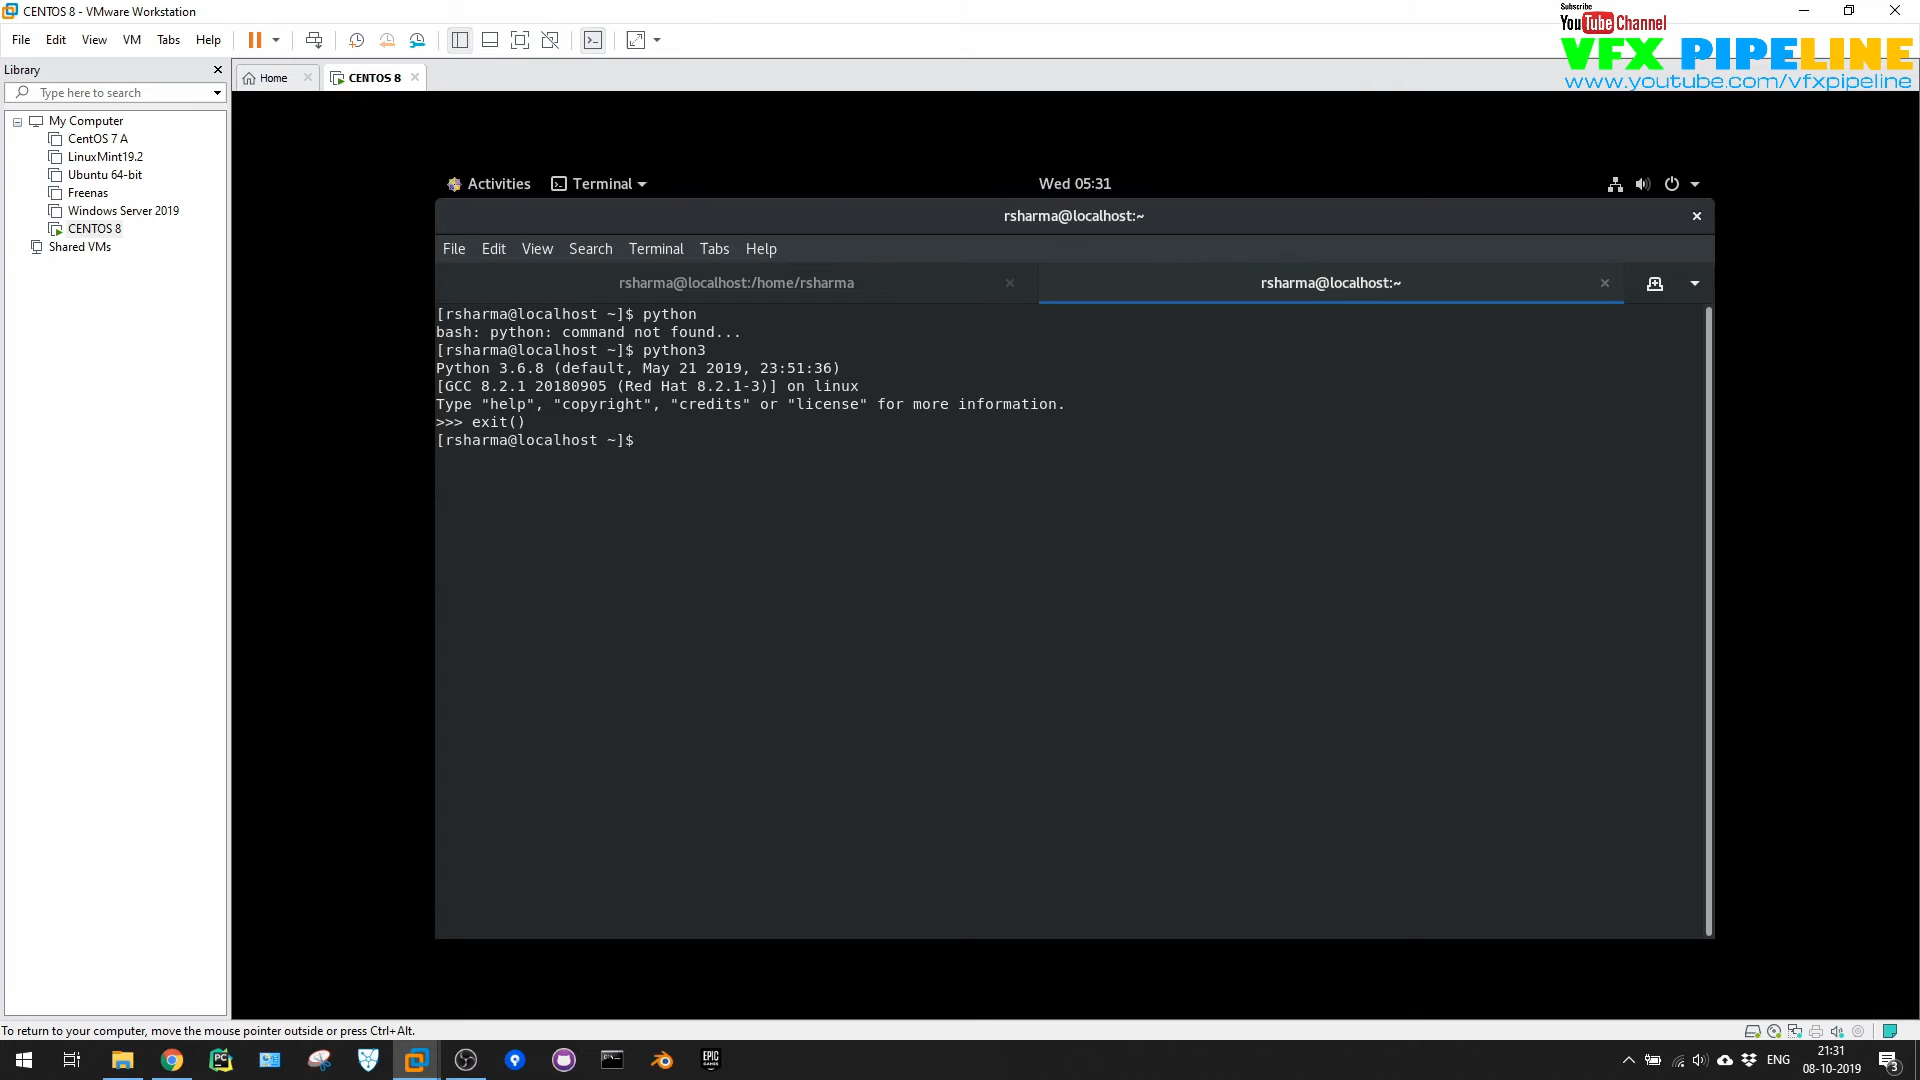 CENTOS 8 - VMware Workstation
Subscribe
YouTube Channel
VFX PIPELINE
www.youtube.com/vfxpipeline
File Edit View VM Tabs Help
Library
Home
CENTOS 8
Type here to search
My Computer
CentOS 7 A
LinuxMint19.2
Ubuntu 64-bit
Freenas
Windows Server 2019
CENTOS 8
Shared VMs
Activities Terminal Wed 05:31
rsharma@localhost:~
File Edit View Search Terminal Tabs Help
rsharma@localhost:/home/rsharma rsharma@localhost:~
[rsharma@localhost ~]$ python
bash: python: command not found...
[rsharma@localhost ~]$ python3
Python 3.6.8 (default, May 21 2019, 23:51:36)
[GCC 8.2.1 20180905 (Red Hat 8.2.1-3)] on linux
Type "help", "copyright", "credits" or "license" for more information.
>>> exit()
[rsharma@localhost ~]$
To return to your computer, move the mouse pointer outside or press Ctrl+Alt.
PC
EPIC
GAMES
ENG
21:31
08-10-2019
3